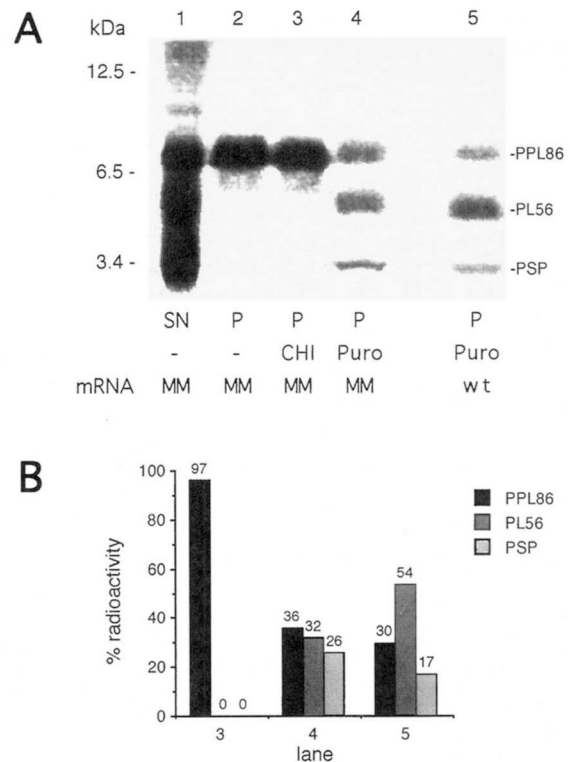 A
kDa 1 2 3 4 5
12.5 -
-PPL86
6.5 -
-PL56
3.4 -
-PSP
SN P P P P
- - CHI Puro Puro
mRNA MM MM MM MM wt
B
100
97
80
PPL86
PL56
PSP
% radioactivity
60
54
40
36
32
30
26
20
17
0 0
0
3 4 5
lane